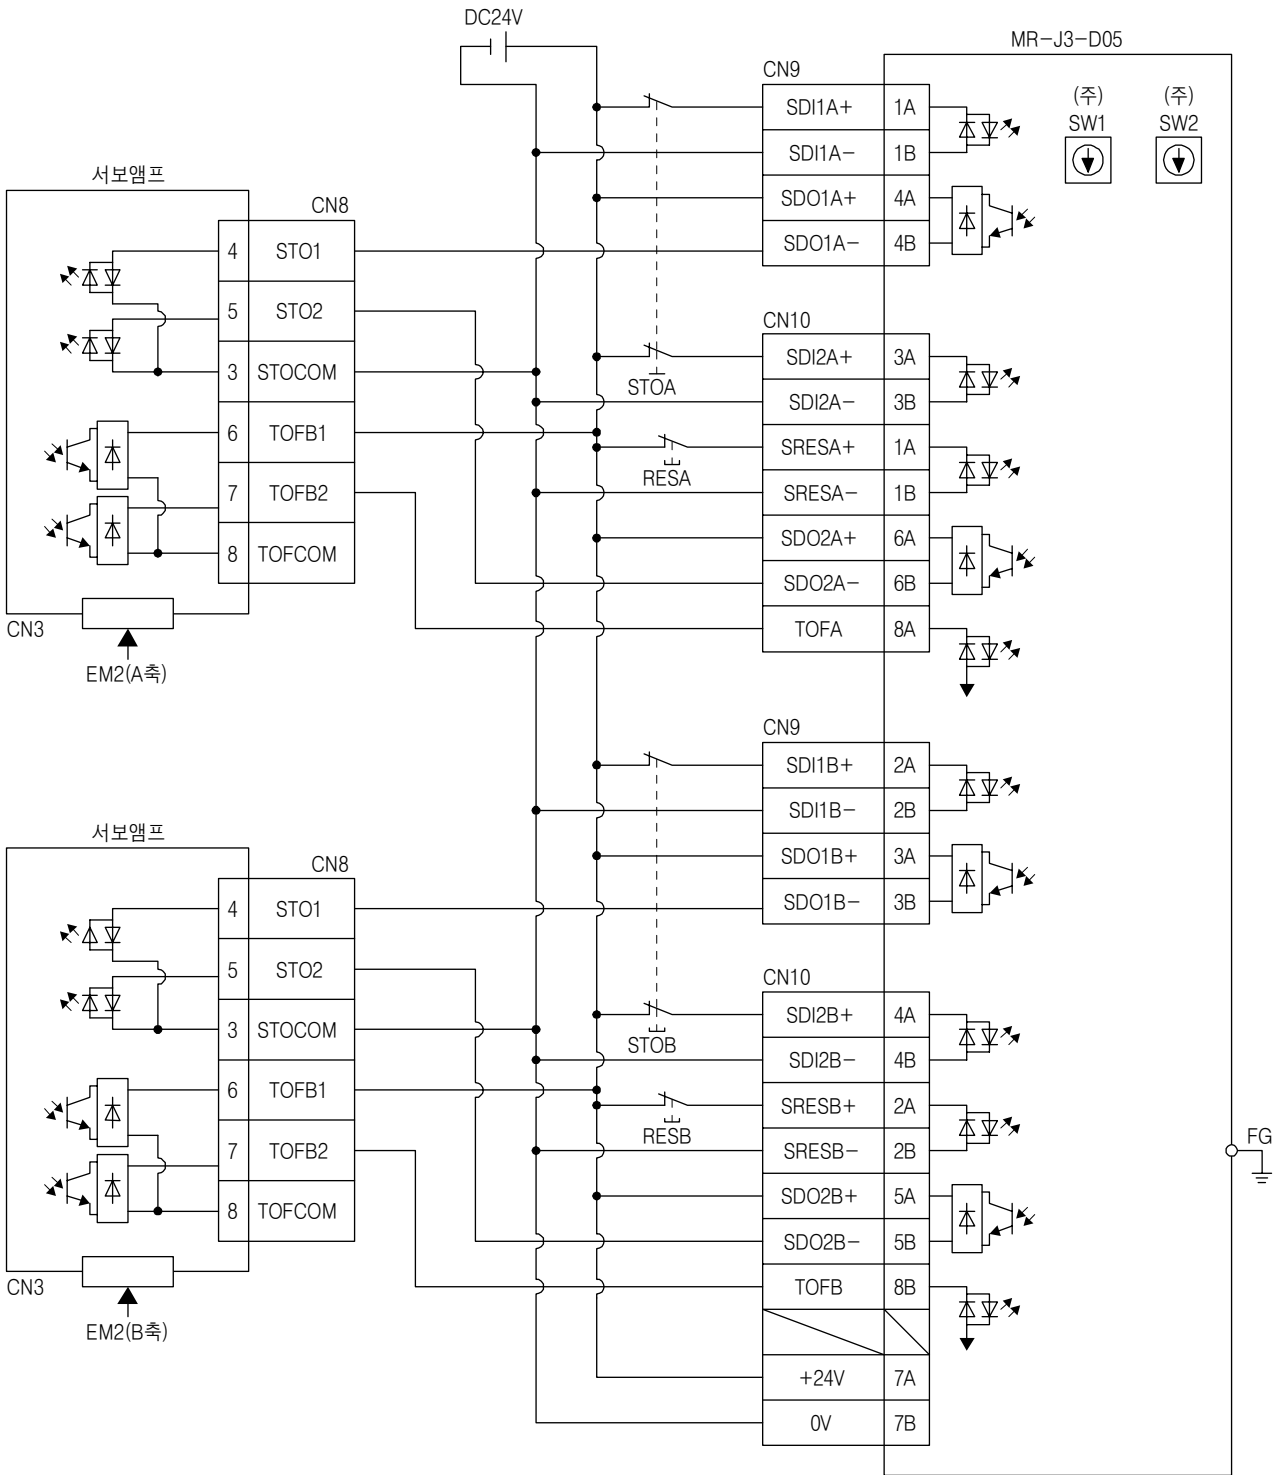 DC24V
MR-J3-D05
(주) SW1
(주) SW2
CN9
SDI1A+ 1A
SDI1A- 1B
SDO1A+ 4A
SDO1A- 4B
서보앰프
CN8
4 STO1
5 STO2
3 STOCOM
6 TOFB1
7 TOFB2
8 TOFCOM
CN3
EM2(A축)
CN10
SDI2A+ 3A
SDI2A- 3B
SRESA+ 1A
SRESA- 1B
SDO2A+ 6A
SDO2A- 6B
TOFA 8A
STOA
RESA
CN9
SDI1B+ 2A
SDI1B- 2B
SDO1B+ 3A
SDO1B- 3B
서보앰프
CN8
4 STO1
5 STO2
3 STOCOM
6 TOFB1
7 TOFB2
8 TOFCOM
CN3
EM2(B축)
CN10
SDI2B+ 4A
SDI2B- 4B
SRESB+ 2A
SRESB- 2B
SDO2B+ 5A
SDO2B- 5B
TOFB 8B
+24V 7A
0V 7B
STOB
RESB
FG